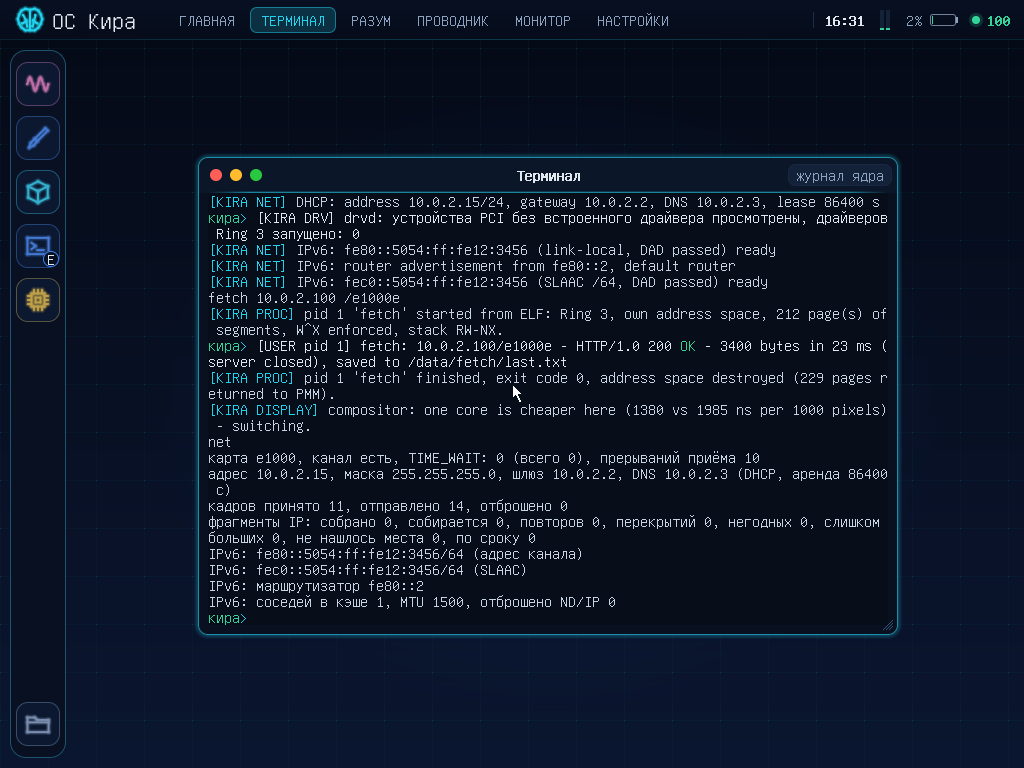 ОС Кира
ГЛАВНАЯ
ТЕРМИНАЛ
РАЗУМ
ПРОВОДНИК
МОНИТОР
НАСТРОЙКИ
16:31
2%
100
E
Терминал
журнал ядра
[KIRA NET] DHCP: address 10.0.2.15/24, gateway 10.0.2.2, DNS 10.0.2.3, lease 86400 s
кира> [KIRA DRV] drvd: устройства PCI без встроенного драйвера просмотрены, драйверов
Ring 3 запущено: 0
[KIRA NET] IPv6: fe80::5054:ff:fe12:3456 (link-local, DAD passed) ready
[KIRA NET] IPv6: router advertisement from fe80::2, default router
[KIRA NET] IPv6: fec0::5054:ff:fe12:3456 (SLAAC /64, DAD passed) ready
fetch 10.0.2.100 /e1000e
[KIRA PROC] pid 1 'fetch' started from ELF: Ring 3, own address space, 212 page(s) of
segments, W^X enforced, stack RW-NX.
кира> [USER pid 1] fetch: 10.0.2.100/e1000e - HTTP/1.0 200 OK - 3400 bytes in 23 ms (
server closed), saved to /data/fetch/last.txt
[KIRA PROC] pid 1 'fetch' finished, exit code 0, address space destroyed (229 pages r
eturned to PMM).
[KIRA DISPLAY] compositor: one core is cheaper here (1380 vs 1985 ns per 1000 pixels)
- switching.
net
карта e1000, канал есть, TIME_WAIT: 0 (всего 0), прерываний приёма 10
адрес 10.0.2.15, маска 255.255.255.0, шлюз 10.0.2.2, DNS 10.0.2.3 (DHCP, аренда 86400
с)
кадров принято 11, отправлено 14, отброшено 0
фрагменты IP: собрано 0, собирается 0, повторов 0, перекрытий 0, негодных 0, слишком
больших 0, не нашлось места 0, по сроку 0
IPv6: fe80::5054:ff:fe12:3456/64 (адрес канала)
IPv6: fec0::5054:ff:fe12:3456/64 (SLAAC)
IPv6: маршрутизатор fe80::2
IPv6: соседей в кэше 1, MTU 1500, отброшено ND/IP 0
кира>